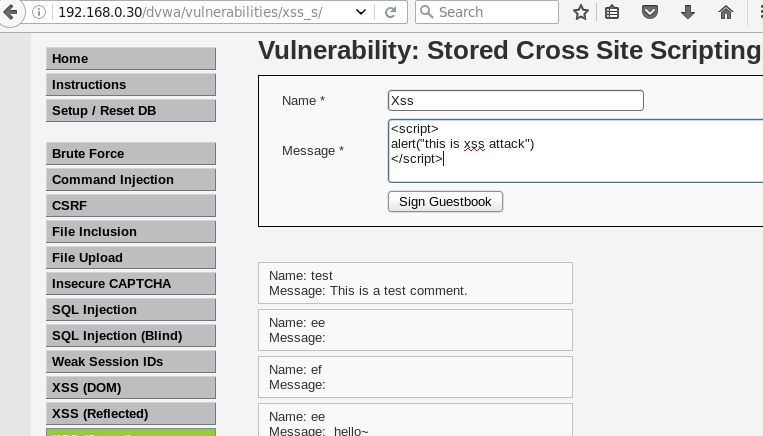 192.168.0.30/dvwa/vulnerabilities/xss_s/
Search
Home
Instructions
Setup / Reset DB
Brute Force
Command Injection
CSRF
File Inclusion
File Upload
Insecure CAPTCHA
SQL Injection
SQL Injection (Blind)
Weak Session IDs
XSS (DOM)
XSS (Reflected)
Vulnerability: Stored Cross Site Scripting
Name *
Xss
Message *
<script>
alert("this is xss attack")
</script>
Sign Guestbook
Name: test
Message: This is a test comment.
Name: ee
Message:
Name: ef
Message:
Name: ee
Message: hello~